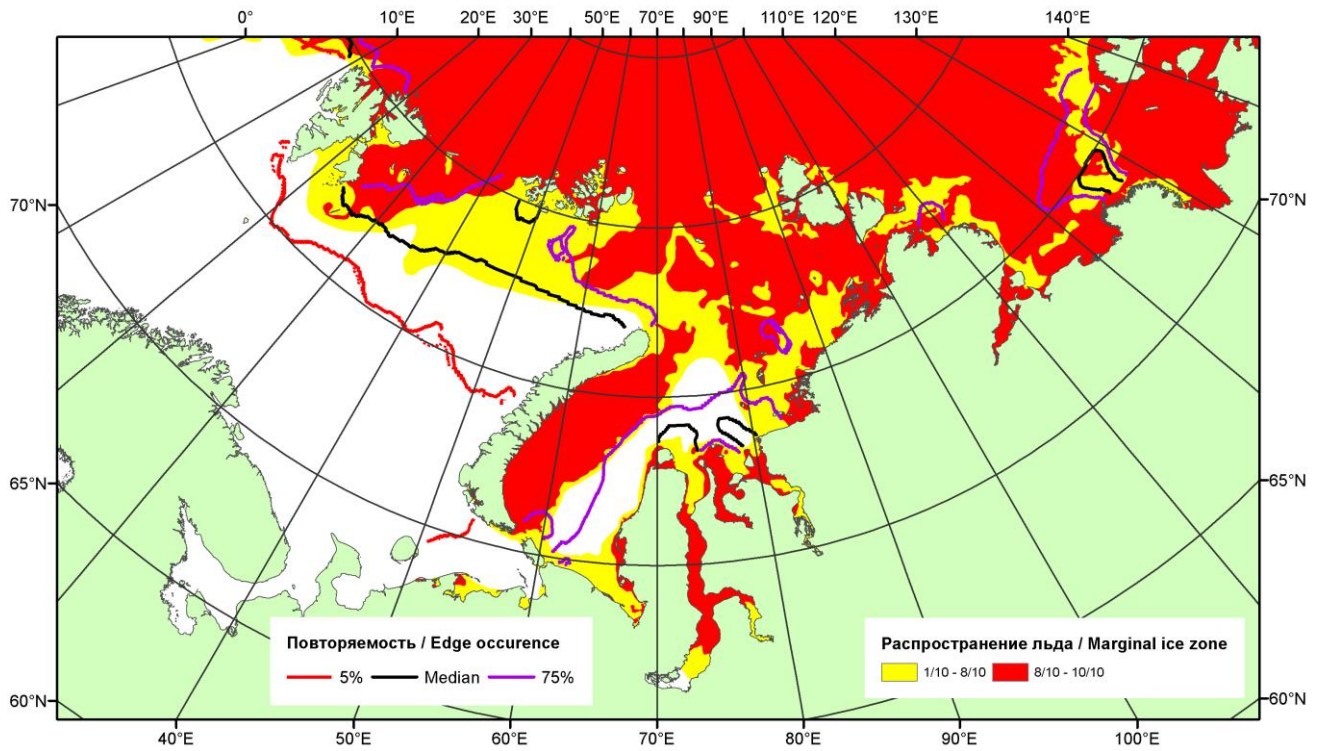 0° 10°E 20°E 30°E 50°E 70°E 90°E 110°E 120°E 130°E 140°E
70°N 70°N
65°N 65°N
Повторяемость / Edge occurence
5% Median 75%
Распространение льда / Marginal ice zone
1/10 - 8/10 8/10 - 10/10
60°N 60°N
40°E 50°E 60°E 70°E 80°E 90°E 100°E